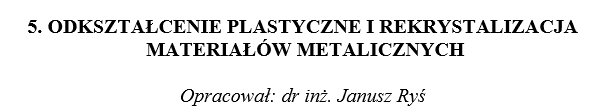 5. ODKSZTAŁCENIE PLASTYCZNE I REKRYSTALIZACJA
MATERIAŁÓW METALICZNYCH
Opracował: dr inż. Janusz Ryś